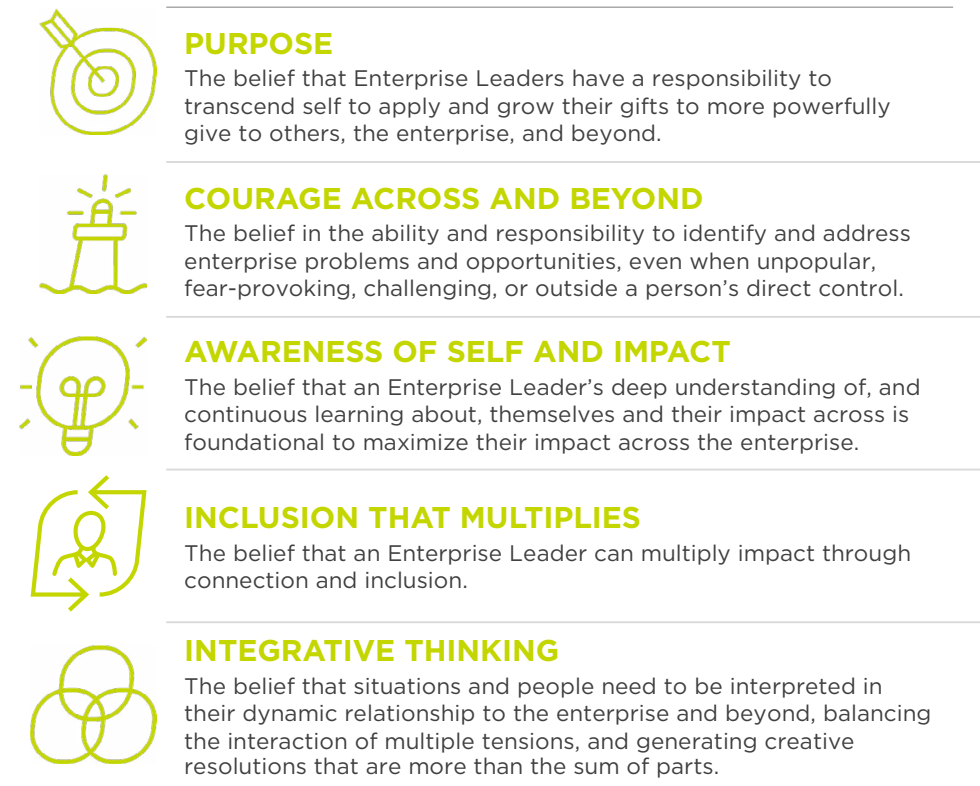 PURPOSE
The belief that Enterprise Leaders have a responsibility to
transcend self to apply and grow their gifts to more powerfully
give to others, the enterprise, and beyond.
COURAGE ACROSS AND BEYOND
The belief in the ability and responsibility to identify and address
enterprise problems and opportunities, even when unpopular,
fear-provoking, challenging, or outside a person’s direct control.
AWARENESS OF SELF AND IMPACT
The belief that an Enterprise Leader’s deep understanding of, and
continuous learning about, themselves and their impact across is
foundational to maximize their impact across the enterprise.
INCLUSION THAT MULTIPLIES
The belief that an Enterprise Leader can multiply impact through
connection and inclusion.
INTEGRATIVE THINKING
The belief that situations and people need to be interpreted in
their dynamic relationship to the enterprise and beyond, balancing
the interaction of multiple tensions, and generating creative
resolutions that are more than the sum of parts.